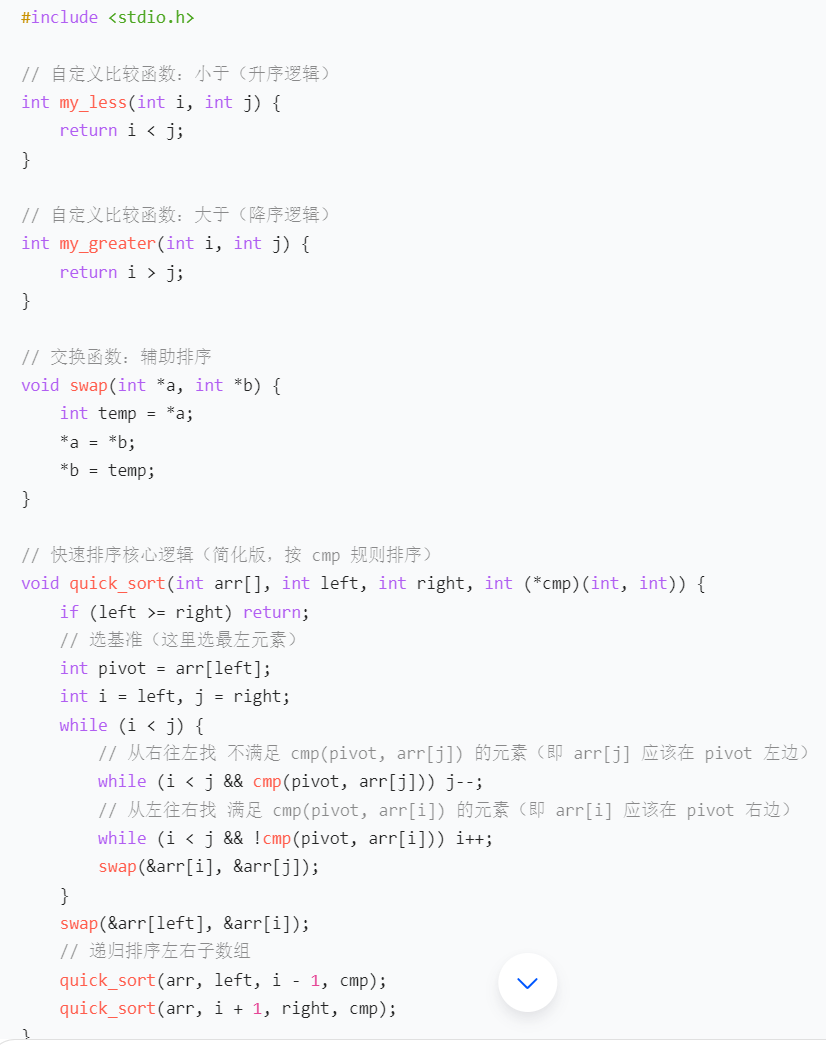 #include <stdio.h>
// 自定义比较函数：小于（升序逻辑）
int my_less(int i, int j) {
    return i < j;
}
// 自定义比较函数：大于（降序逻辑）
int my_greater(int i, int j) {
    return i > j;
}
// 交换函数：辅助排序
void swap(int *a, int *b) {
    int temp = *a;
    *a = *b;
    *b = temp;
}
// 快速排序核心逻辑（简化版，按 cmp 规则排序）
void quick_sort(int arr[], int left, int right, int (*cmp)(int, int)) {
    if (left >= right) return;
    // 选基准（这里选最左元素）
    int pivot = arr[left];
    int i = left, j = right;
    while (i < j) {
        // 从右往左找 不满足 cmp(pivot, arr[j]) 的元素（即 arr[j] 应该在 pivot 左边）
        while (i < j && cmp(pivot, arr[j])) j--;
        // 从左往右找 满足 cmp(pivot, arr[i]) 的元素（即 arr[i] 应该在 pivot 右边）
        while (i < j && !cmp(pivot, arr[i])) i++;
        swap(&arr[i], &arr[j]);
    }
    swap(&arr[left], &arr[i]);
    // 递归排序左右子数组
    quick_sort(arr, left, i - 1, cmp);
    quick_sort(arr, i + 1, right, cmp);
}